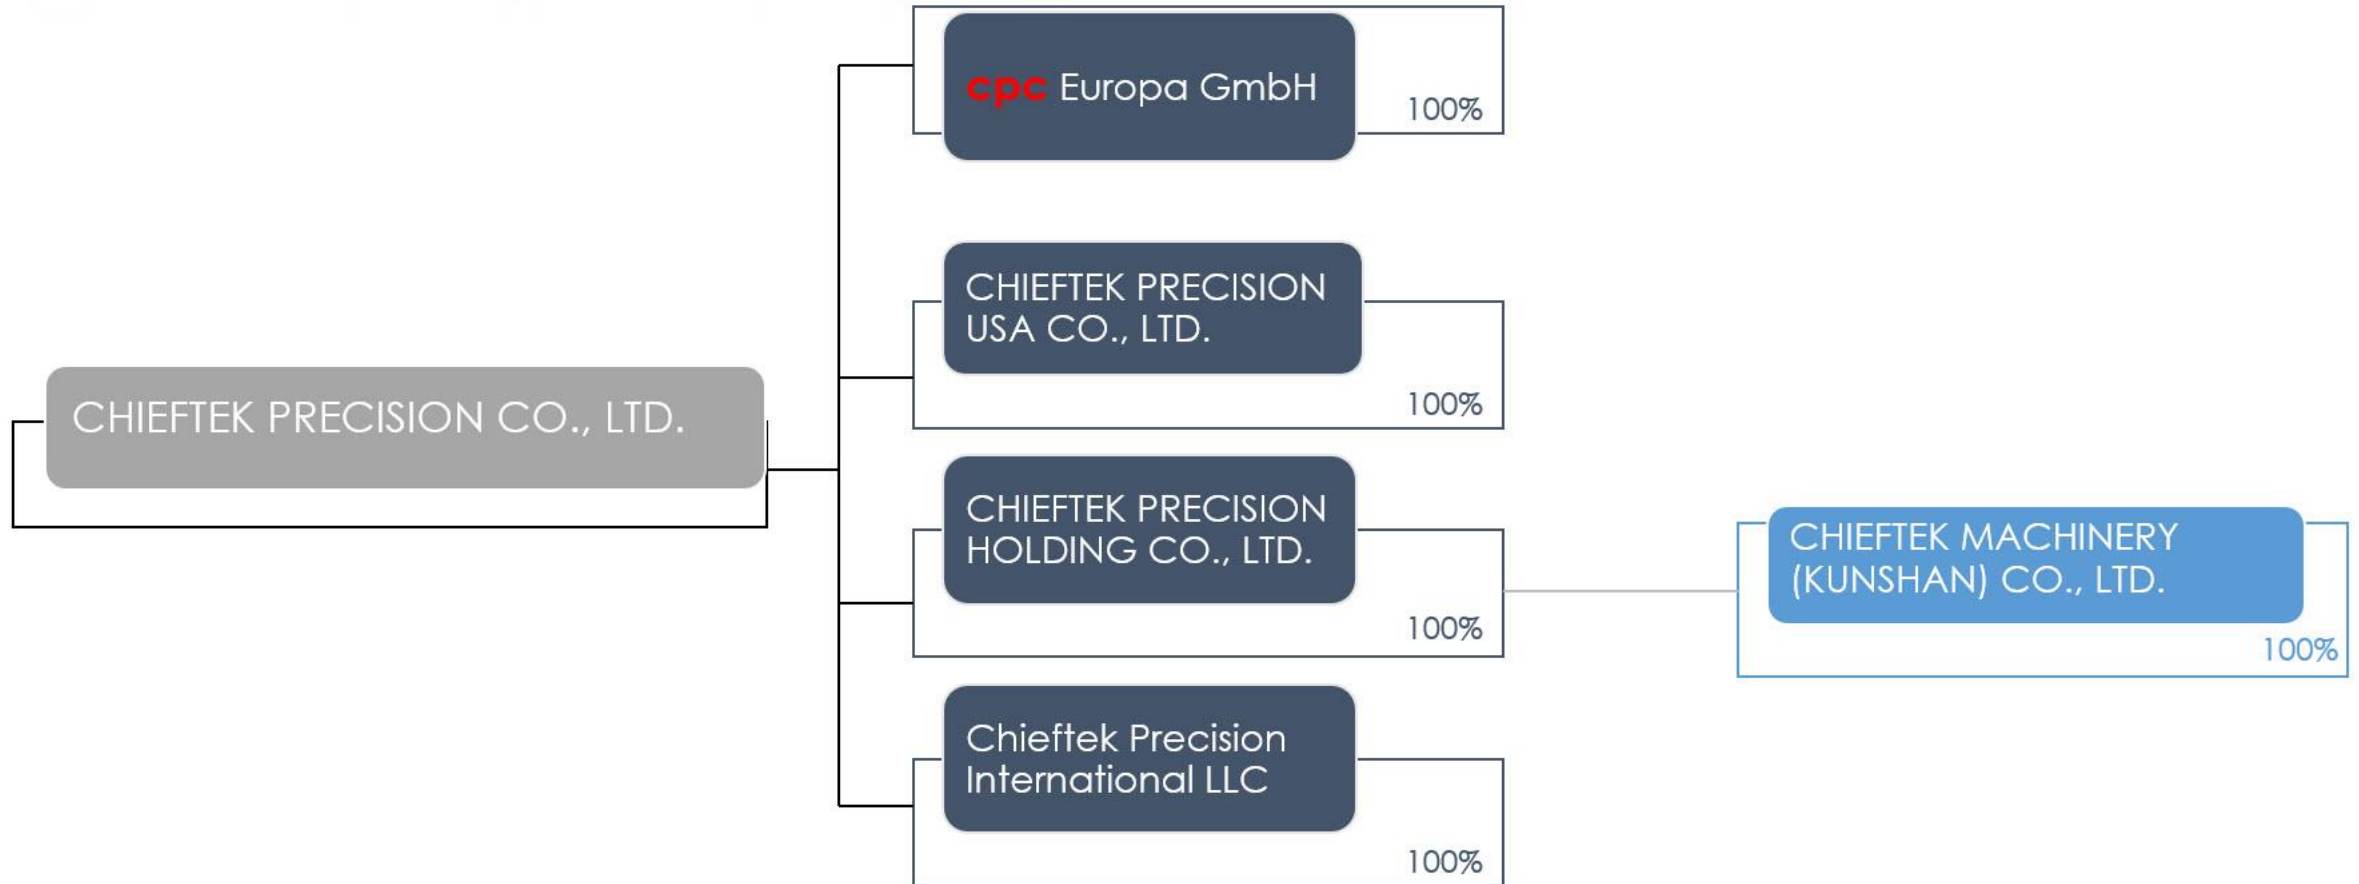 cpc Europa GmbH
100%
CHIEFTEK PRECISION
USA CO., LTD.
100%
CHIEFTEK PRECISION CO., LTD.
CHIEFTEK PRECISION
HOLDING CO., LTD.
100%
CHIEFTEK MACHINERY
(KUNSHAN) CO., LTD.
100%
Chieftek Precision
International LLC
100%